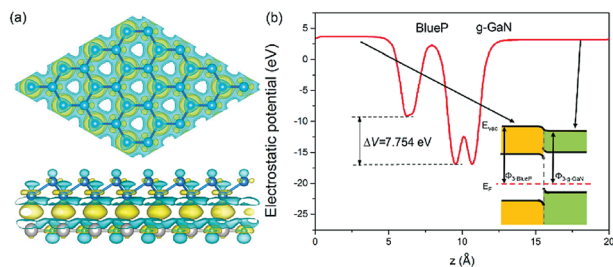 (a)
(b)
BlueP g-GaN
Electrostatic potential (eV)
5
0
-5
-10
-15
-20
-25
ΔV=7.754 eV
Evac
Φ3-BlueP
Φ3-g-GaN
EF
0 5 10 15 20
z (Å)